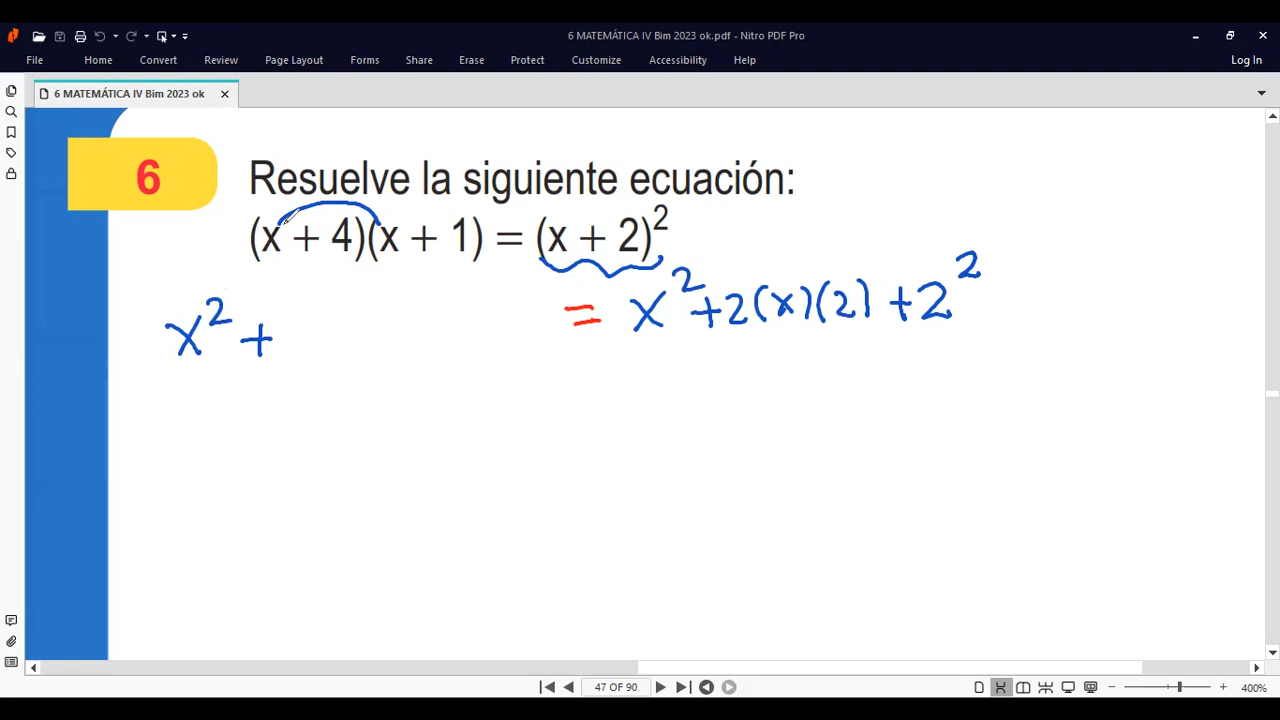 6 MATEMÁTICA IV Bim 2023 ok.pdf - Nitro PDF Pro
File Home Convert Review Page Layout Forms Share Erase Protect Customize Accessibility Help Log In
6 MATEMÁTICA IV Bim 2023 ok
6 Resuelve la siguiente ecuación:
(x + 4)(x + 1) = (x + 2)²
= x² + 2(x)(2) + 2²
x² +
47 OF 90
400%